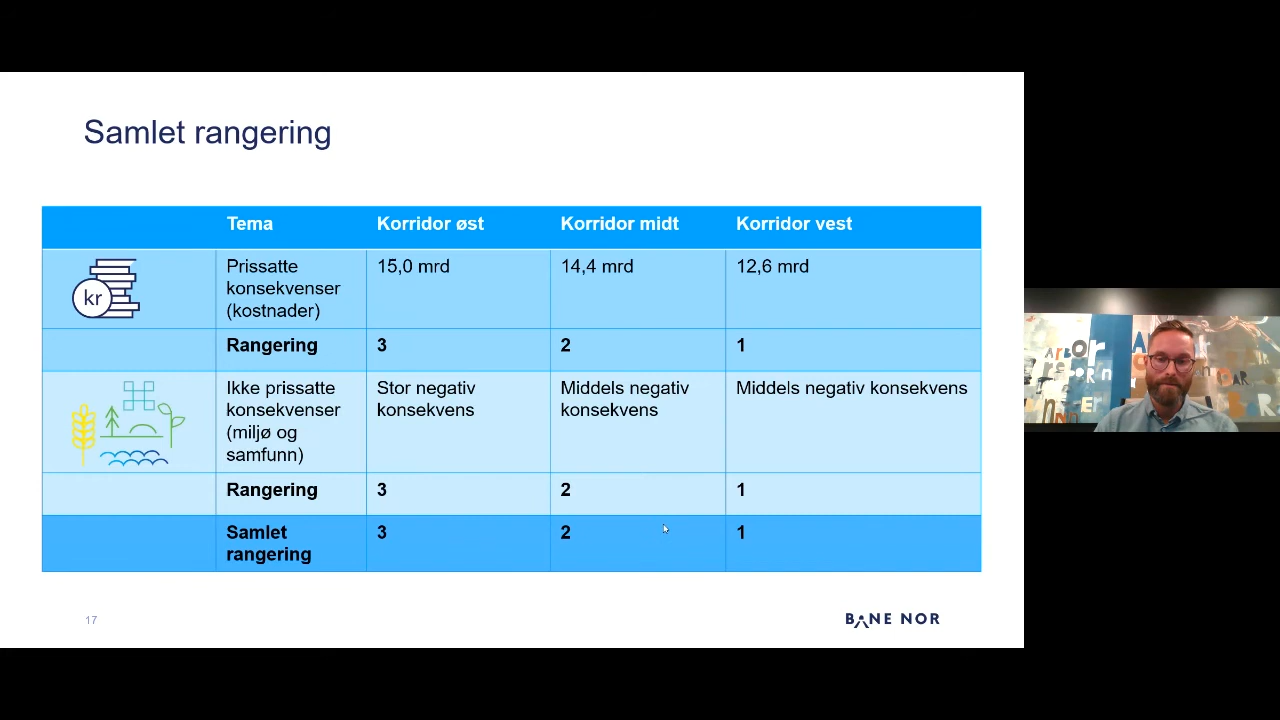 Samlet rangering
Tema Korridor øst Korridor midt Korridor vest
kr
Prissatte konsekvenser (kostnader) 15,0 mrd 14,4 mrd 12,6 mrd
Rangering 3 2 1
Ikke prissatte konsekvenser (miljø og samfunn) Stor negativ konsekvens Middels negativ konsekvens Middels negativ konsekvens
Rangering 3 2 1
Samlet rangering 3 2 1
17
BANE NOR